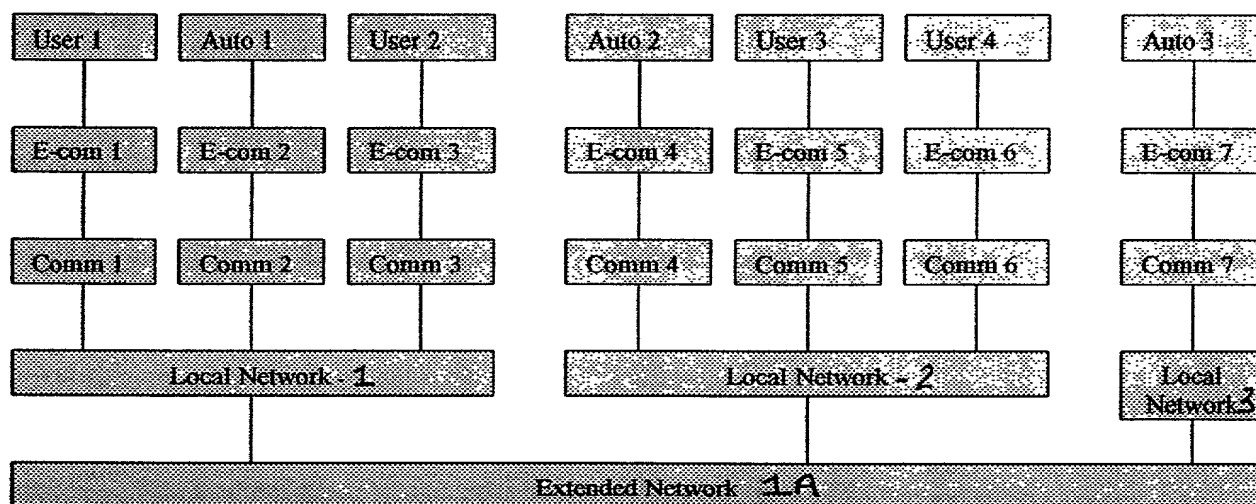 User 1
Auto 1
User 2
Auto 2
User 3
User 4
Auto 3
E-com 1
E-com 2
E-com 3
E-com 4
E-com 5
E-com 6
E-com 7
Comm 1
Comm 2
Comm 3
Comm 4
Comm 5
Comm 6
Comm 7
Local Network - 1
Local Network - 2
Local
Network 3
Extended Network 1A